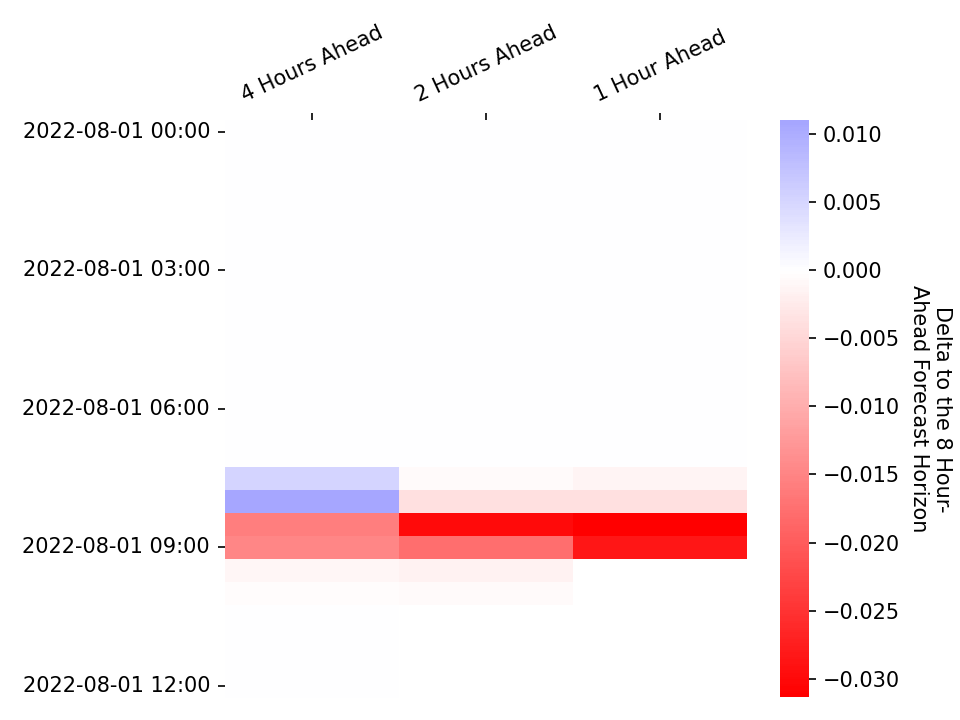 4 Hours Ahead
2 Hours Ahead
1 Hour Ahead
2022-08-01 00:00
2022-08-01 03:00
2022-08-01 06:00
2022-08-01 09:00
2022-08-01 12:00
0.010
0.005
0.000
−0.005
−0.010
−0.015
−0.020
−0.025
−0.030
Delta to the 8 Hour-
Ahead Forecast Horizon